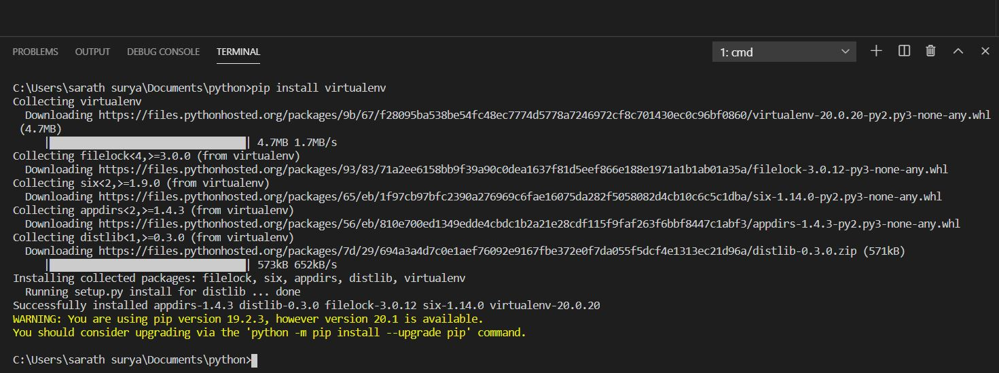 PROBLEMS OUTPUT DEBUG CONSOLE TERMINAL 1: cmd
C:\Users\sarath surya\Documents\python>pip install virtualenv
Collecting virtualenv
  Downloading https://files.pythonhosted.org/packages/9b/67/f28095ba538be54fc48ec7774d5778a7246972cf8c701430ec0c96bf0860/virtualenv-20.0.20-py2.py3-none-any.whl
 (4.7MB)
     || 4.7MB 1.7MB/s
Collecting filelock<4,>=3.0.0 (from virtualenv)
  Downloading https://files.pythonhosted.org/packages/93/83/71a2ee6158bb9f39a90c0dea1637f81d5eef866e188e1971a1b1ab01a35a/filelock-3.0.12-py3-none-any.whl
Collecting six<2,>=1.9.0 (from virtualenv)
  Downloading https://files.pythonhosted.org/packages/65/eb/1f97cb97bfc2390a276969c6fae16075da282f5058082d4cb10c6c5c1dba/six-1.14.0-py2.py3-none-any.whl
Collecting appdirs<2,>=1.4.3 (from virtualenv)
  Downloading https://files.pythonhosted.org/packages/56/eb/810e700ed1349edde4cbdc1b2a21e28cdf115f9faf263f6bbf8447c1abf3/appdirs-1.4.3-py2.py3-none-any.whl
Collecting distlib<1,>=0.3.0 (from virtualenv)
  Downloading https://files.pythonhosted.org/packages/7d/29/694a3a4d7c0e1aef76092e9167fbe372e0f7da055f5dcf4e1313ec21d96a/distlib-0.3.0.zip (571kB)
     || 573kB 652kB/s
Installing collected packages: filelock, six, appdirs, distlib, virtualenv
  Running setup.py install for distlib ... done
Successfully installed appdirs-1.4.3 distlib-0.3.0 filelock-3.0.12 six-1.14.0 virtualenv-20.0.20
WARNING: You are using pip version 19.2.3, however version 20.1 is available.
You should consider upgrading via the 'python -m pip install --upgrade pip' command.
C:\Users\sarath surya\Documents\python>